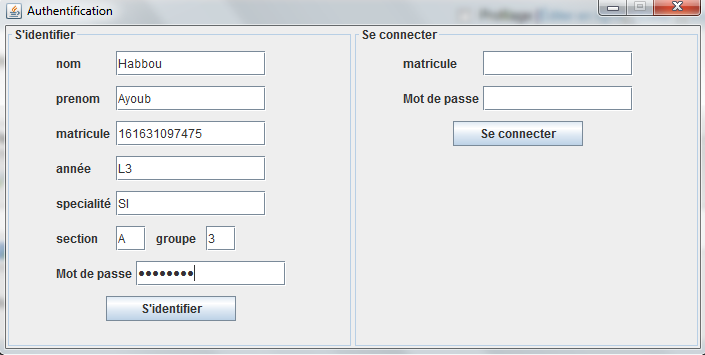 Authentification
S'identifier
nom Habbou
prenom Ayoub
matricule 161631097475
année L3
specialité SI
section A groupe 3
Mot de passe ••••••••
S'identifier
Se connecter
matricule
Mot de passe
Se connecter